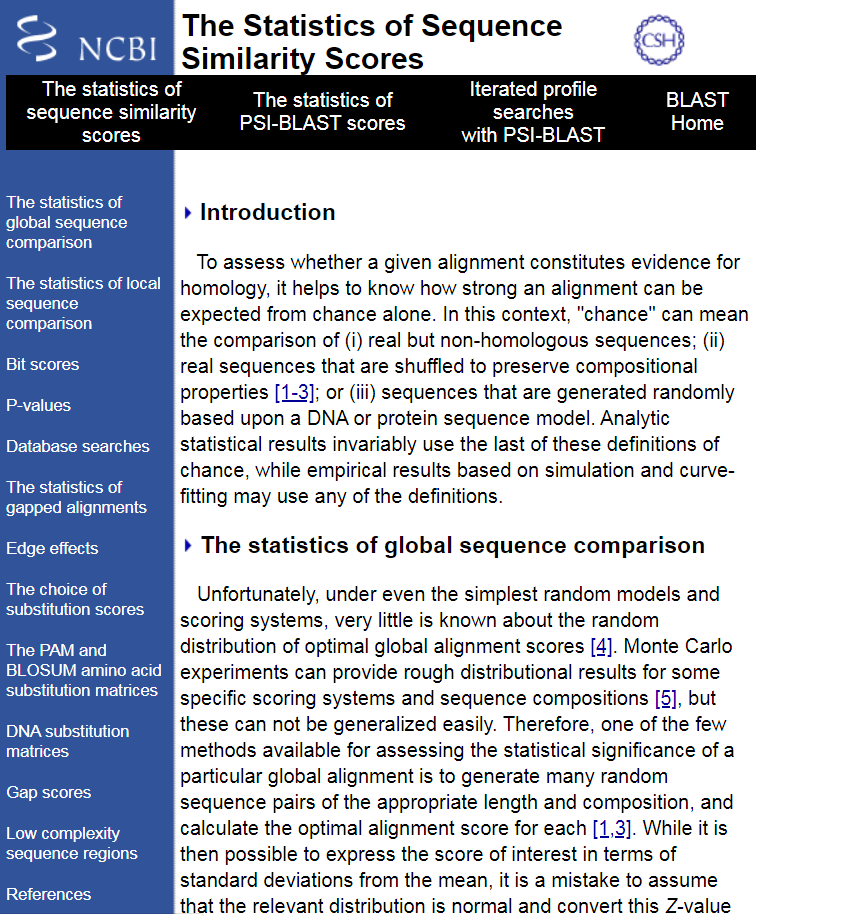 NCBI
The Statistics of Sequence
Similarity Scores
CSH
The statistics of
sequence similarity
scores
The statistics of
PSI-BLAST scores
Iterated profile
searches
with PSI-BLAST
BLAST
Home
The statistics of
global sequence
comparison
The statistics of local
sequence
comparison
Bit scores
P-values
Database searches
The statistics of
gapped alignments
Edge effects
The choice of
substitution scores
The PAM and
BLOSUM amino acid
substitution matrices
DNA substitution
matrices
Gap scores
Low complexity
sequence regions
References
Introduction
To assess whether a given alignment constitutes evidence for
homology, it helps to know how strong an alignment can be
expected from chance alone. In this context, "chance" can mean
the comparison of (i) real but non-homologous sequences; (ii)
real sequences that are shuffled to preserve compositional
properties [1-3]; or (iii) sequences that are generated randomly
based upon a DNA or protein sequence model. Analytic
statistical results invariably use the last of these definitions of
chance, while empirical results based on simulation and curve-
fitting may use any of the definitions.
The statistics of global sequence comparison
Unfortunately, under even the simplest random models and
scoring systems, very little is known about the random
distribution of optimal global alignment scores [4]. Monte Carlo
experiments can provide rough distributional results for some
specific scoring systems and sequence compositions [5], but
these can not be generalized easily. Therefore, one of the few
methods available for assessing the statistical significance of a
particular global alignment is to generate many random
sequence pairs of the appropriate length and composition, and
calculate the optimal alignment score for each [1,3]. While it is
then possible to express the score of interest in terms of
standard deviations from the mean, it is a mistake to assume
that the relevant distribution is normal and convert this Z-value